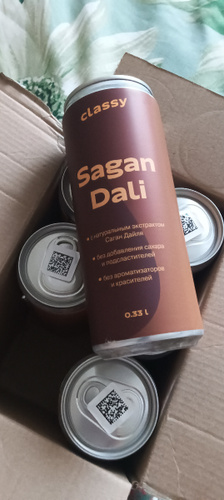 classy
Sagan
Dali
• с натуральным экстрактом
Саган Дайля
• без добавления сахара
и подсластителей
• без ароматизаторов
и красителей
0.33 L